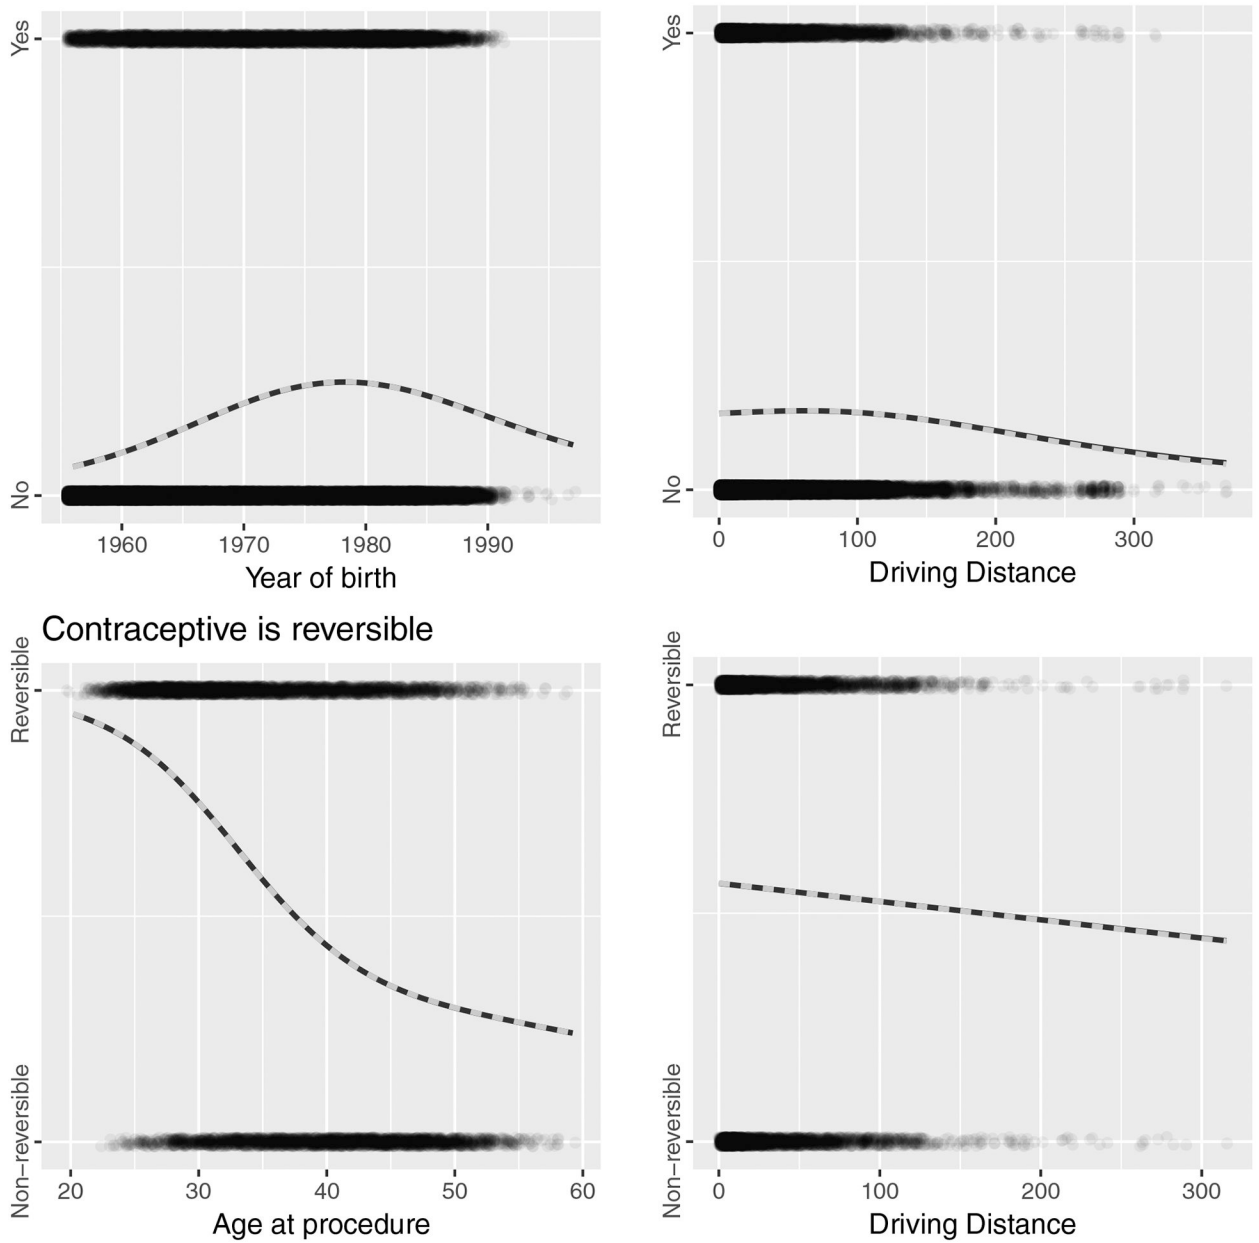 Yes
No
1960 1970 1980 1990
Year of birth
Yes
No
0 100 200 300
Driving Distance
Contraceptive is reversible
Reversible
Non−reversible
20 30 40 50 60
Age at procedure
Reversible
Non−reversible
0 100 200 300
Driving Distance